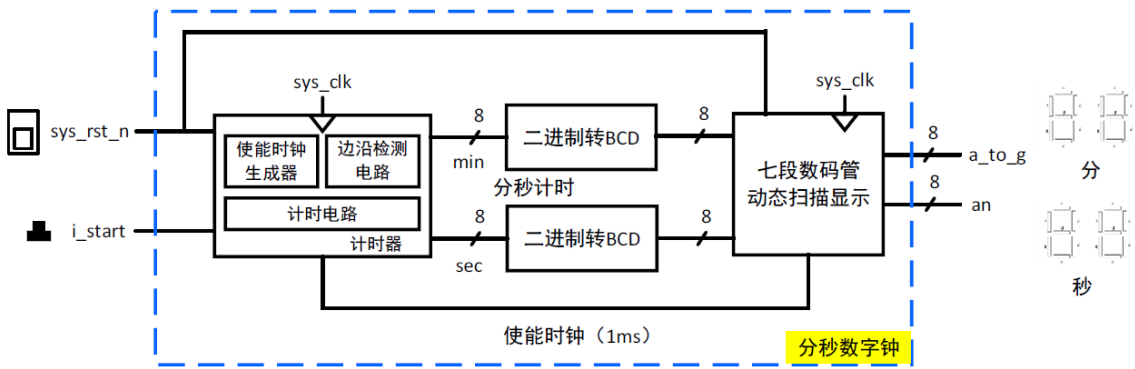 sys_clk
sys_clk
sys_rst_n
8
8
使能时钟
生成器
边沿检测
电路
min
二进制转BCD
七段数码管
动态扫描显示
8
a_to_g
分
分秒计时
计时电路
8
an
i_start
计时器
8
8
sec
二进制转BCD
秒
使能时钟（1ms）
分秒数字钟